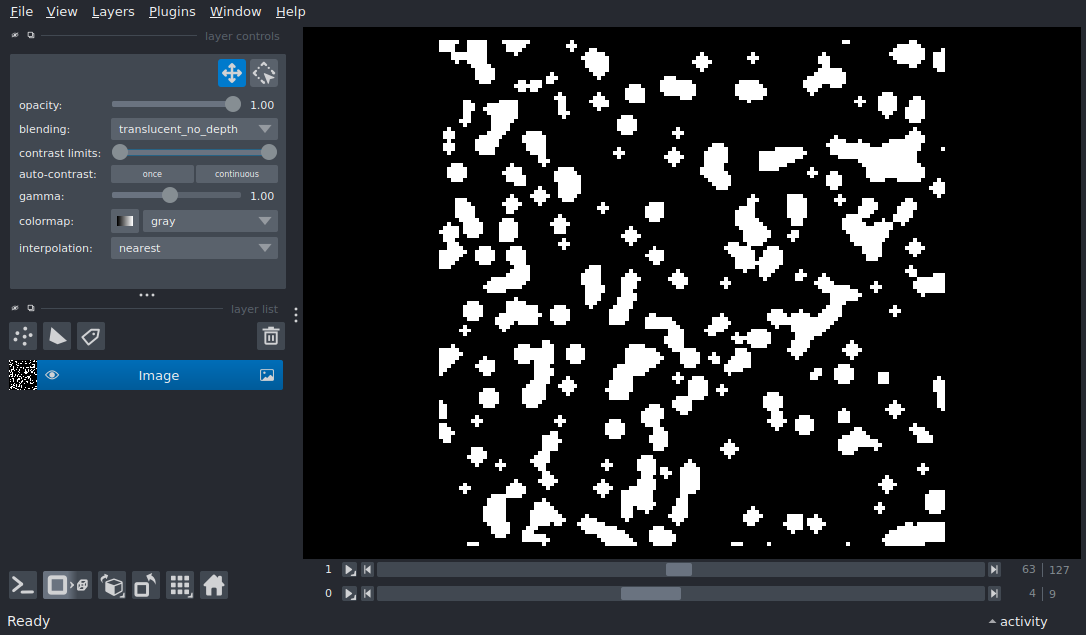 File View Layers Plugins Window Help
layer controls
opacity: 1.00
blending: translucent_no_depth
contrast limits:
auto-contrast: once continuous
gamma: 1.00
colormap: gray
interpolation: nearest
layer list
Image
1 63 127
0 4 9
Ready activity